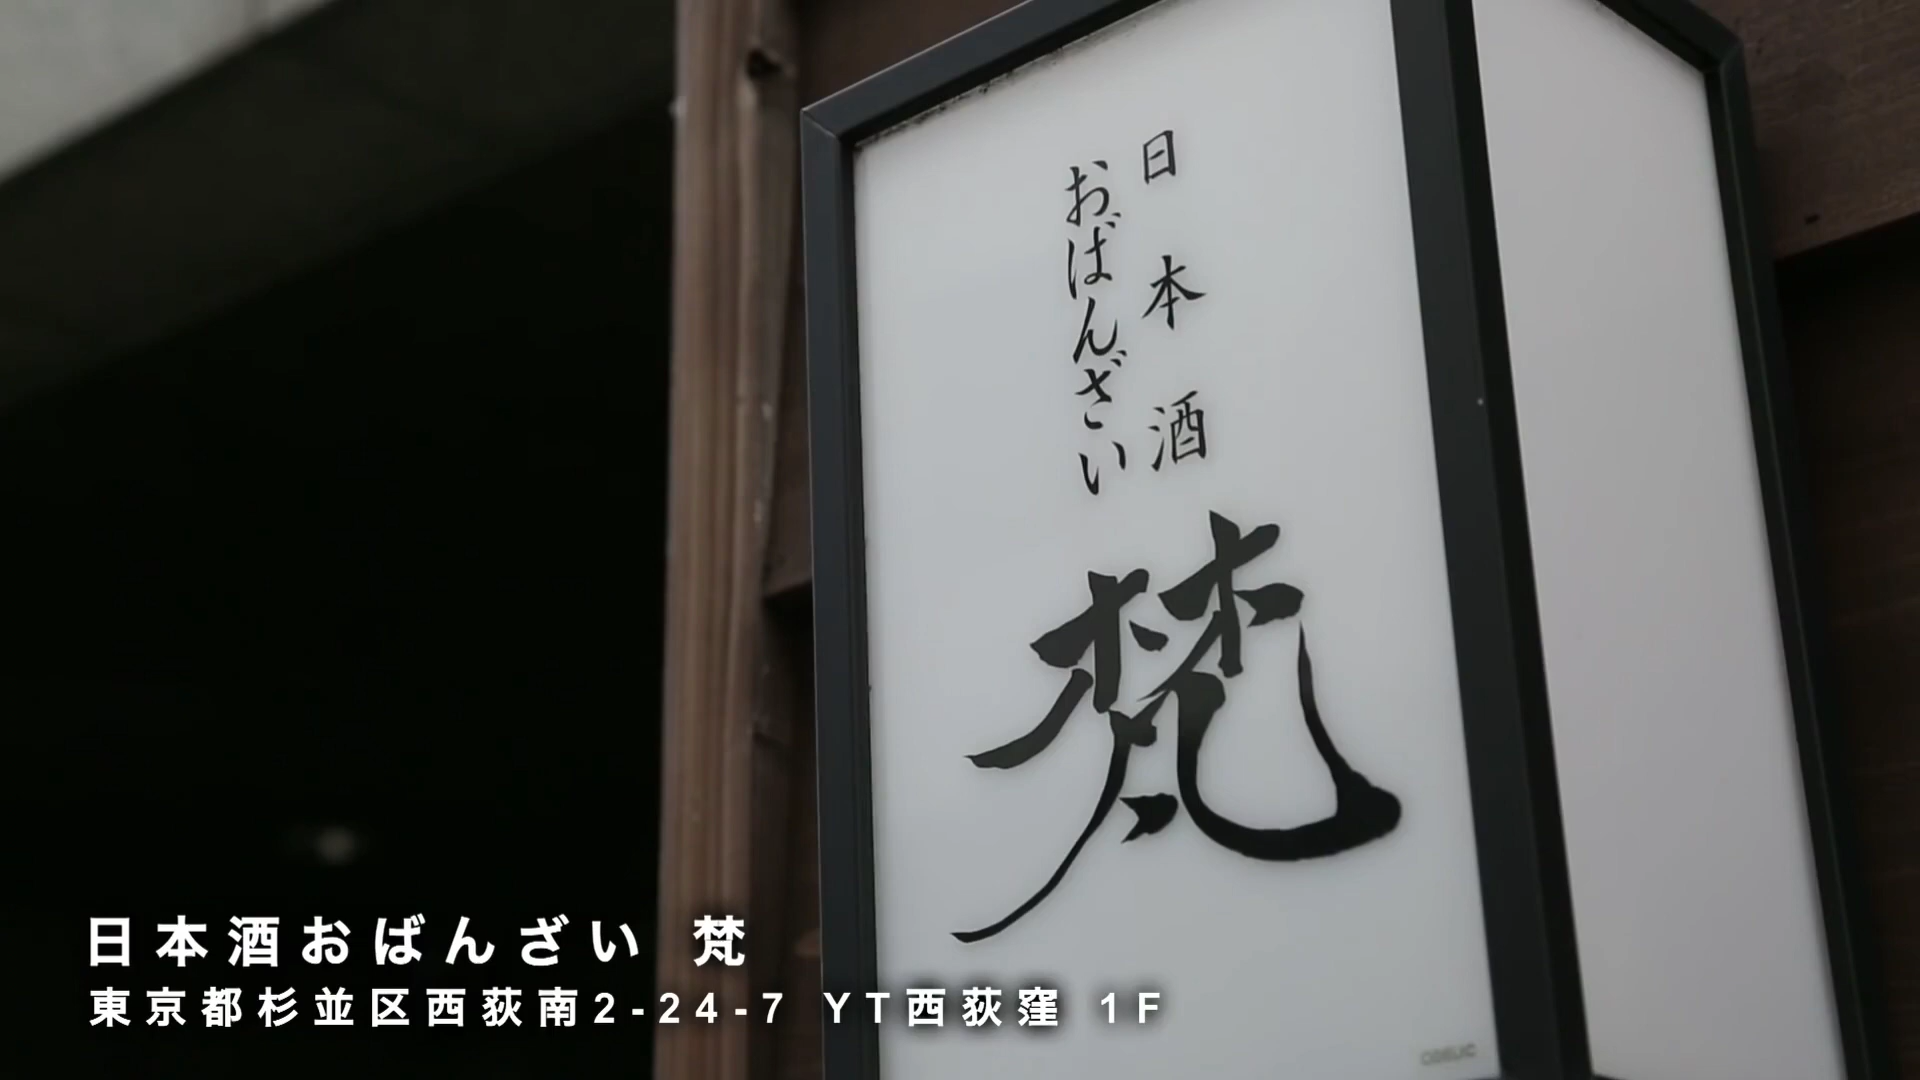 日本酒
おばんざい
梵
日本酒おばんざい 梵
東京都杉並区西荻南2-24-7 YT西荻窪 1F
ODELIC